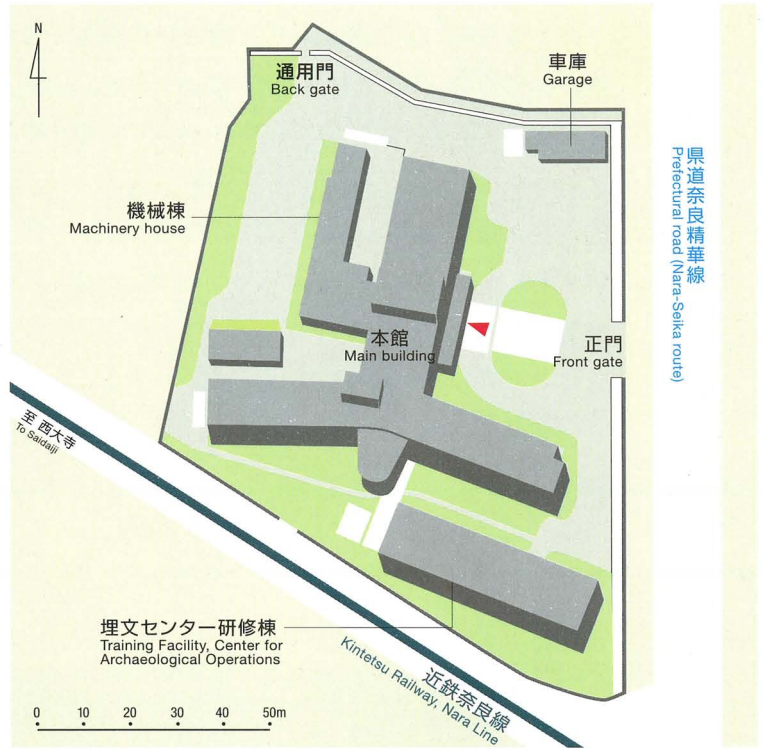 N
通用門
Back gate
車庫
Garage
機械棟
Machinery house
県道奈良精華線
Prefectural road (Nara-Seika route)
本館
Main building
正門
Front gate
至 西大寺
To Saidaiji
埋文センター研修棟
Training Facility, Center for
Archaeological Operations
近鉄奈良線
Kintetsu Railway, Nara Line
0 10 20 30 40 50m